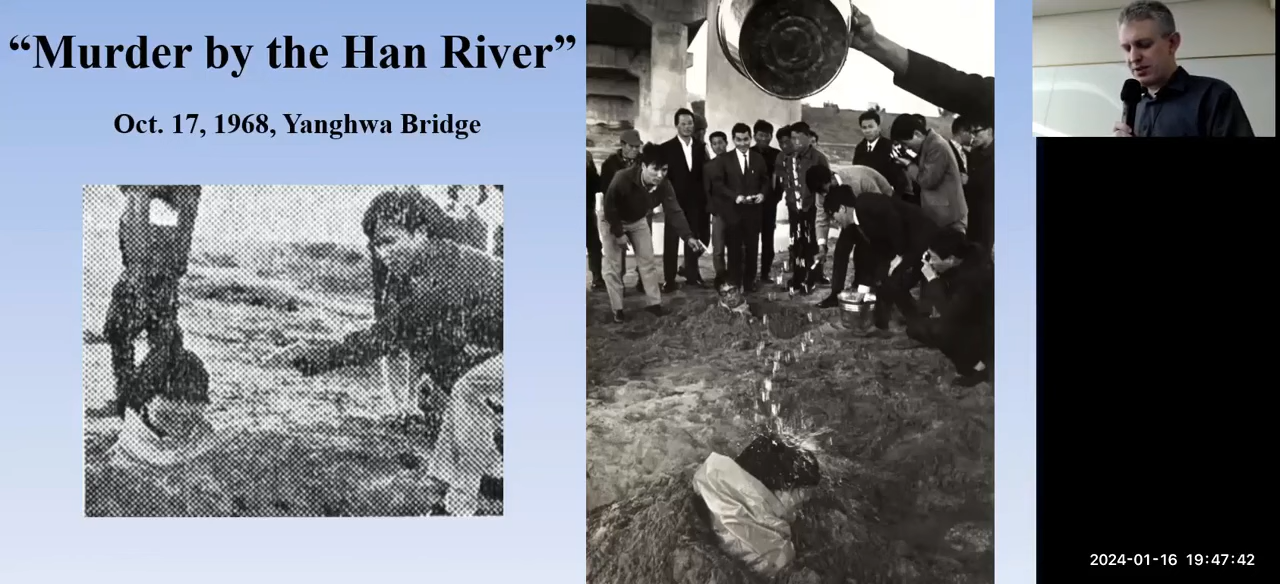 “Murder by the Han River”
Oct. 17, 1968, Yanghwa Bridge
2024-01-16 19:47:42